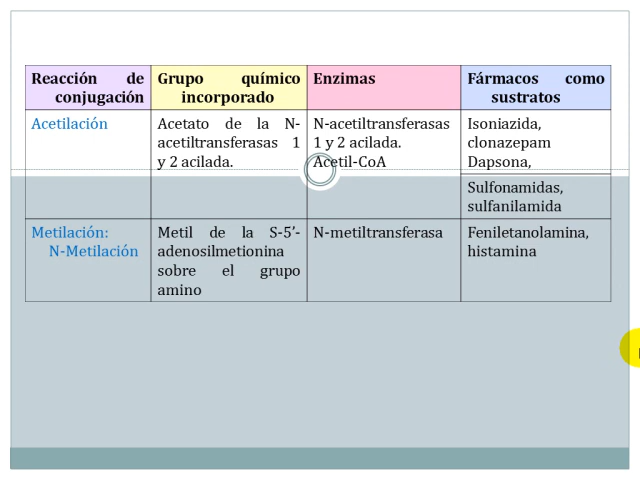 Reacción de conjugación
Grupo químico incorporado
Enzimas
Fármacos como sustratos
Acetilación
Acetato de la N-
acetiltransferasas 1
y 2 acilada.
N-acetiltransferasas
1 y 2 acilada.
Acetil-CoA
Isoniazida,
clonazepam
Dapsona,
Sulfonamidas,
sulfanilamida
Metilación:
N-Metilación
Metil de la S-5’-
adenosilmetionina
sobre el grupo
amino
N-metiltransferasa
Feniletanolamina,
histamina